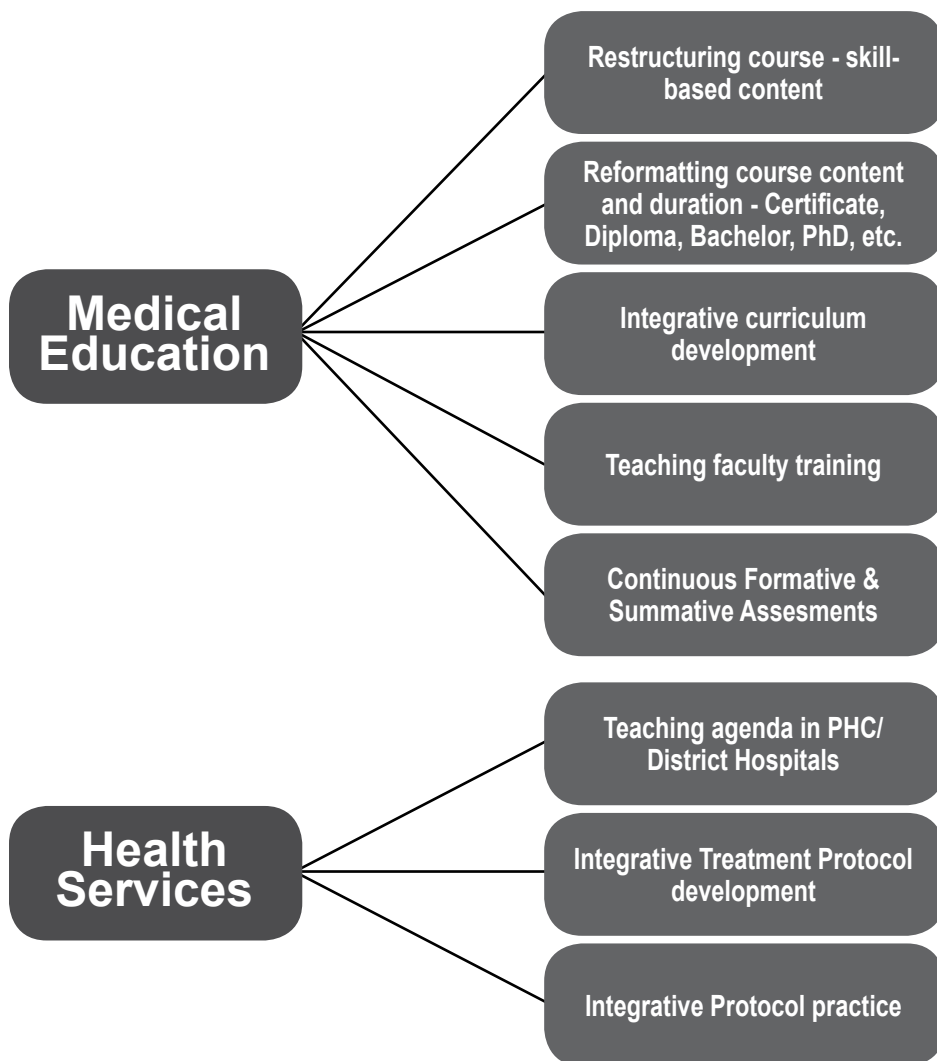 Restructuring course - skill-
based content
Reformatting course content
and duration - Certificate,
Diploma, Bachelor, PhD, etc.
Medical
Education
Integrative curriculum
development
Teaching faculty training
Continuous Formative &
Summative Assesments
Teaching agenda in PHC/
District Hospitals
Health
Services
Integrative Treatment Protocol
development
Integrative Protocol practice